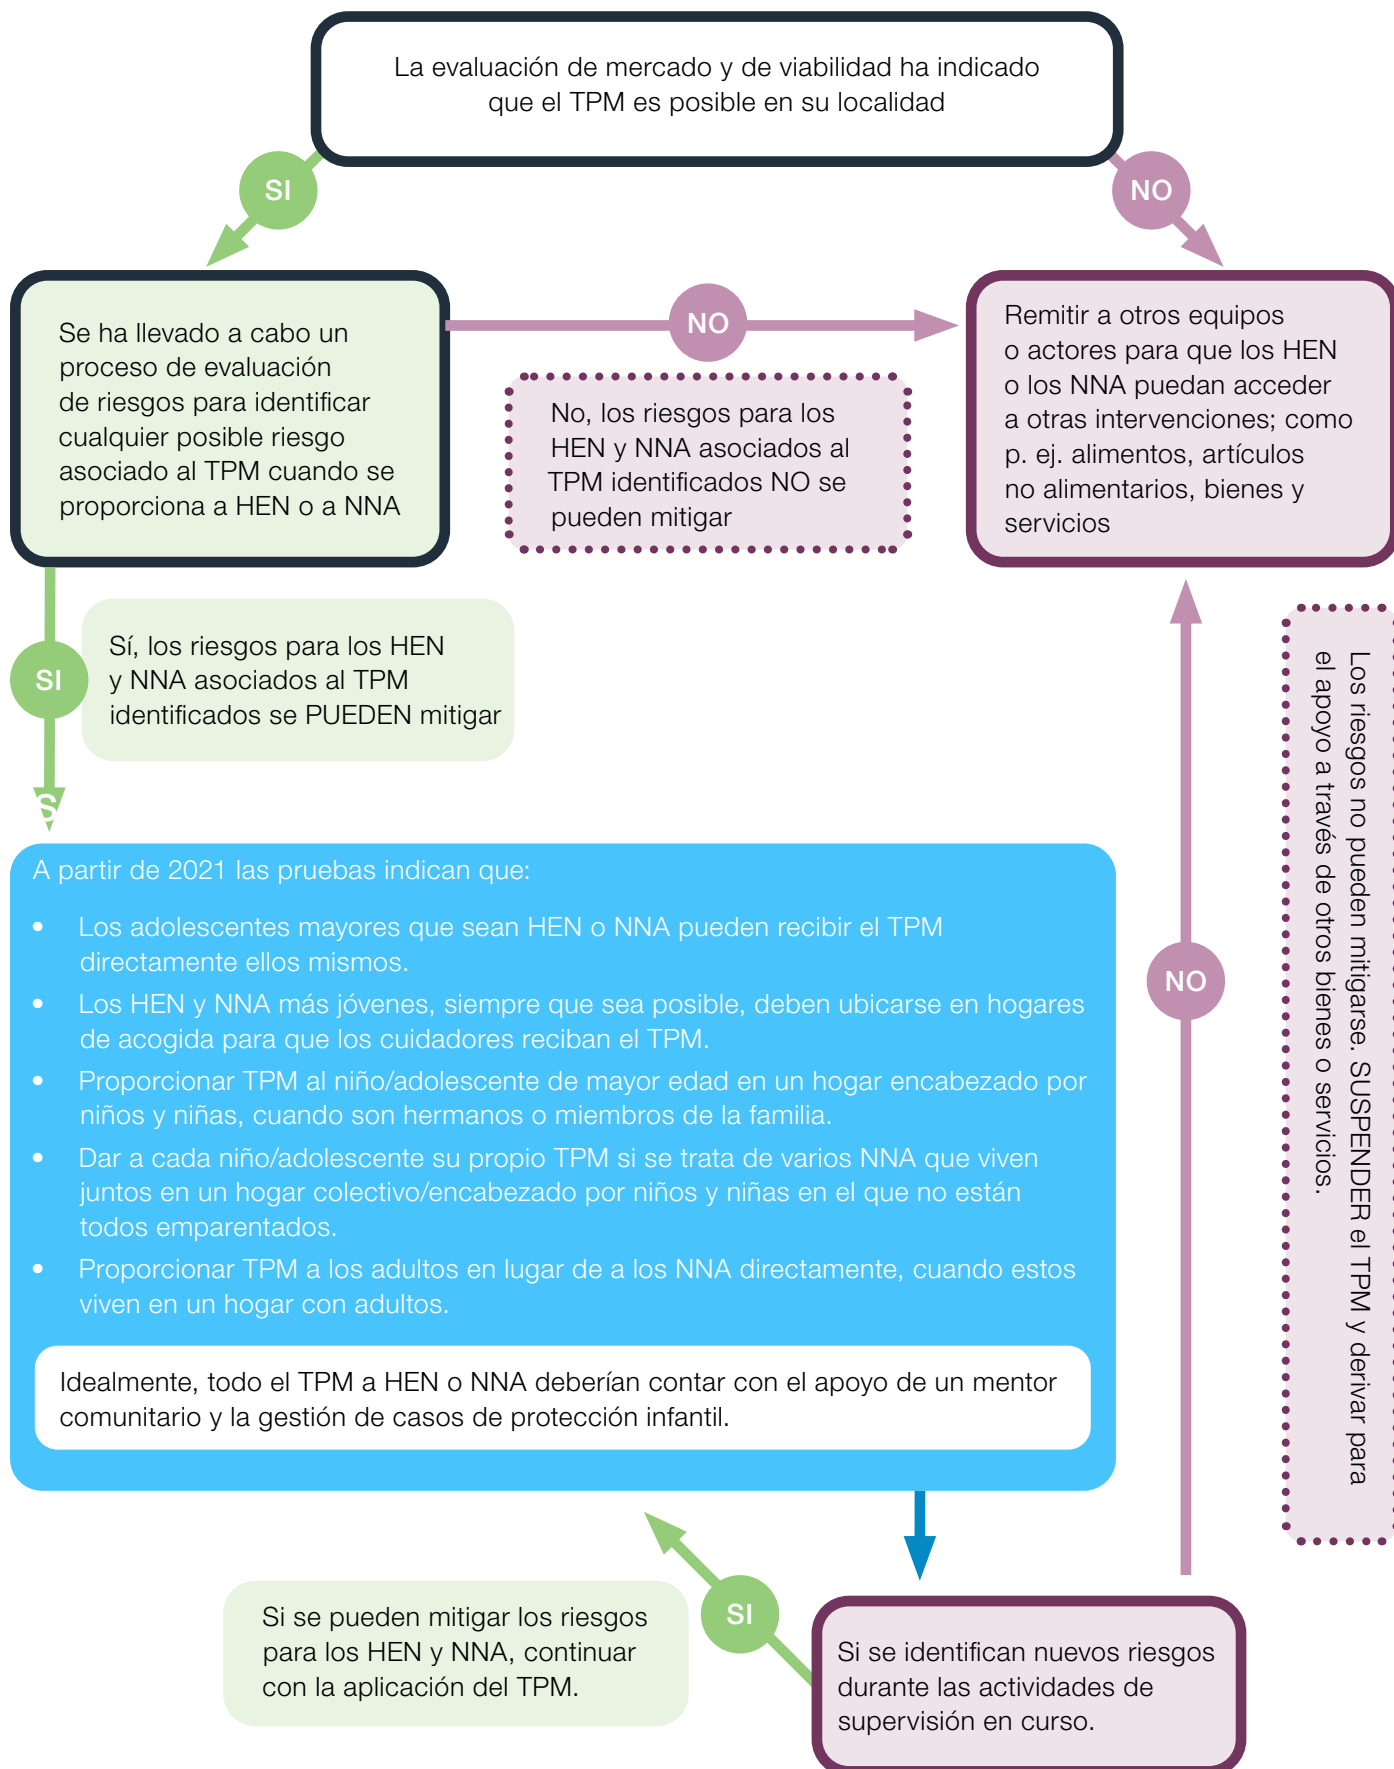 La evaluación de mercado y de viabilidad ha indicado
que el TPM es posible en su localidad
SI
NO
Se ha llevado a cabo un
proceso de evaluación
de riesgos para identificar
cualquier posible riesgo
asociado al TPM cuando se
proporciona a HEN o a NNA
NO
No, los riesgos para los
HEN y NNA asociados al
TPM identificados NO se
pueden mitigar
Remitir a otros equipos
o actores para que los HEN
o los NNA puedan acceder
a otras intervenciones; como
p. ej. alimentos, artículos
no alimentarios, bienes y
servicios
SI
Sí, los riesgos para los HEN
y NNA asociados al TPM
identificados se PUEDEN mitigar
S
A partir de 2021 las pruebas indican que:
• Los adolescentes mayores que sean HEN o NNA pueden recibir el TPM
directamente ellos mismos.
• Los HEN y NNA más jóvenes, siempre que sea posible, deben ubicarse en hogares
de acogida para que los cuidadores reciban el TPM.
• Proporcionar TPM al niño/adolescente de mayor edad en un hogar encabezado por
niños y niñas, cuando son hermanos o miembros de la familia.
• Dar a cada niño/adolescente su propio TPM si se trata de varios NNA que viven
juntos en un hogar colectivo/encabezado por niños y niñas en el que no están
todos emparentados.
• Proporcionar TPM a los adultos en lugar de a los NNA directamente, cuando estos
viven en un hogar con adultos.
Idealmente, todo el TPM a HEN o NNA deberían contar con el apoyo de un mentor
comunitario y la gestión de casos de protección infantil.
NO
Los riesgos no pueden mitigarse. SUSPENDER el TPM y derivar para
el apoyo a través de otros bienes o servicios.
SI
Si se pueden mitigar los riesgos
para los HEN y NNA, continuar
con la aplicación del TPM.
Si se identifican nuevos riesgos
durante las actividades de
supervisión en curso.